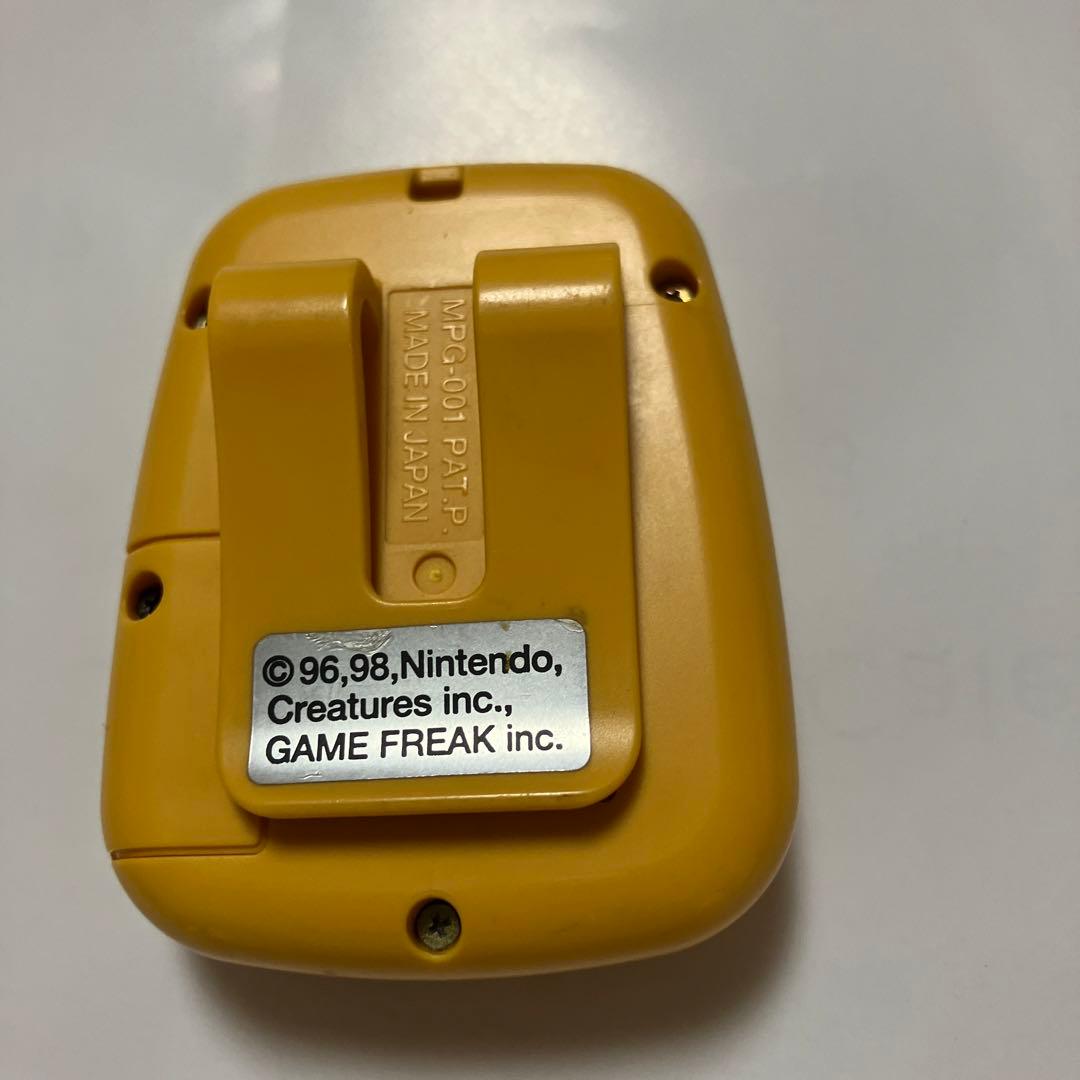 MPG-001 PAT.P.
MADE IN JAPAN
©96,98,Nintendo,
Creatures inc.,
GAME FREAK inc.